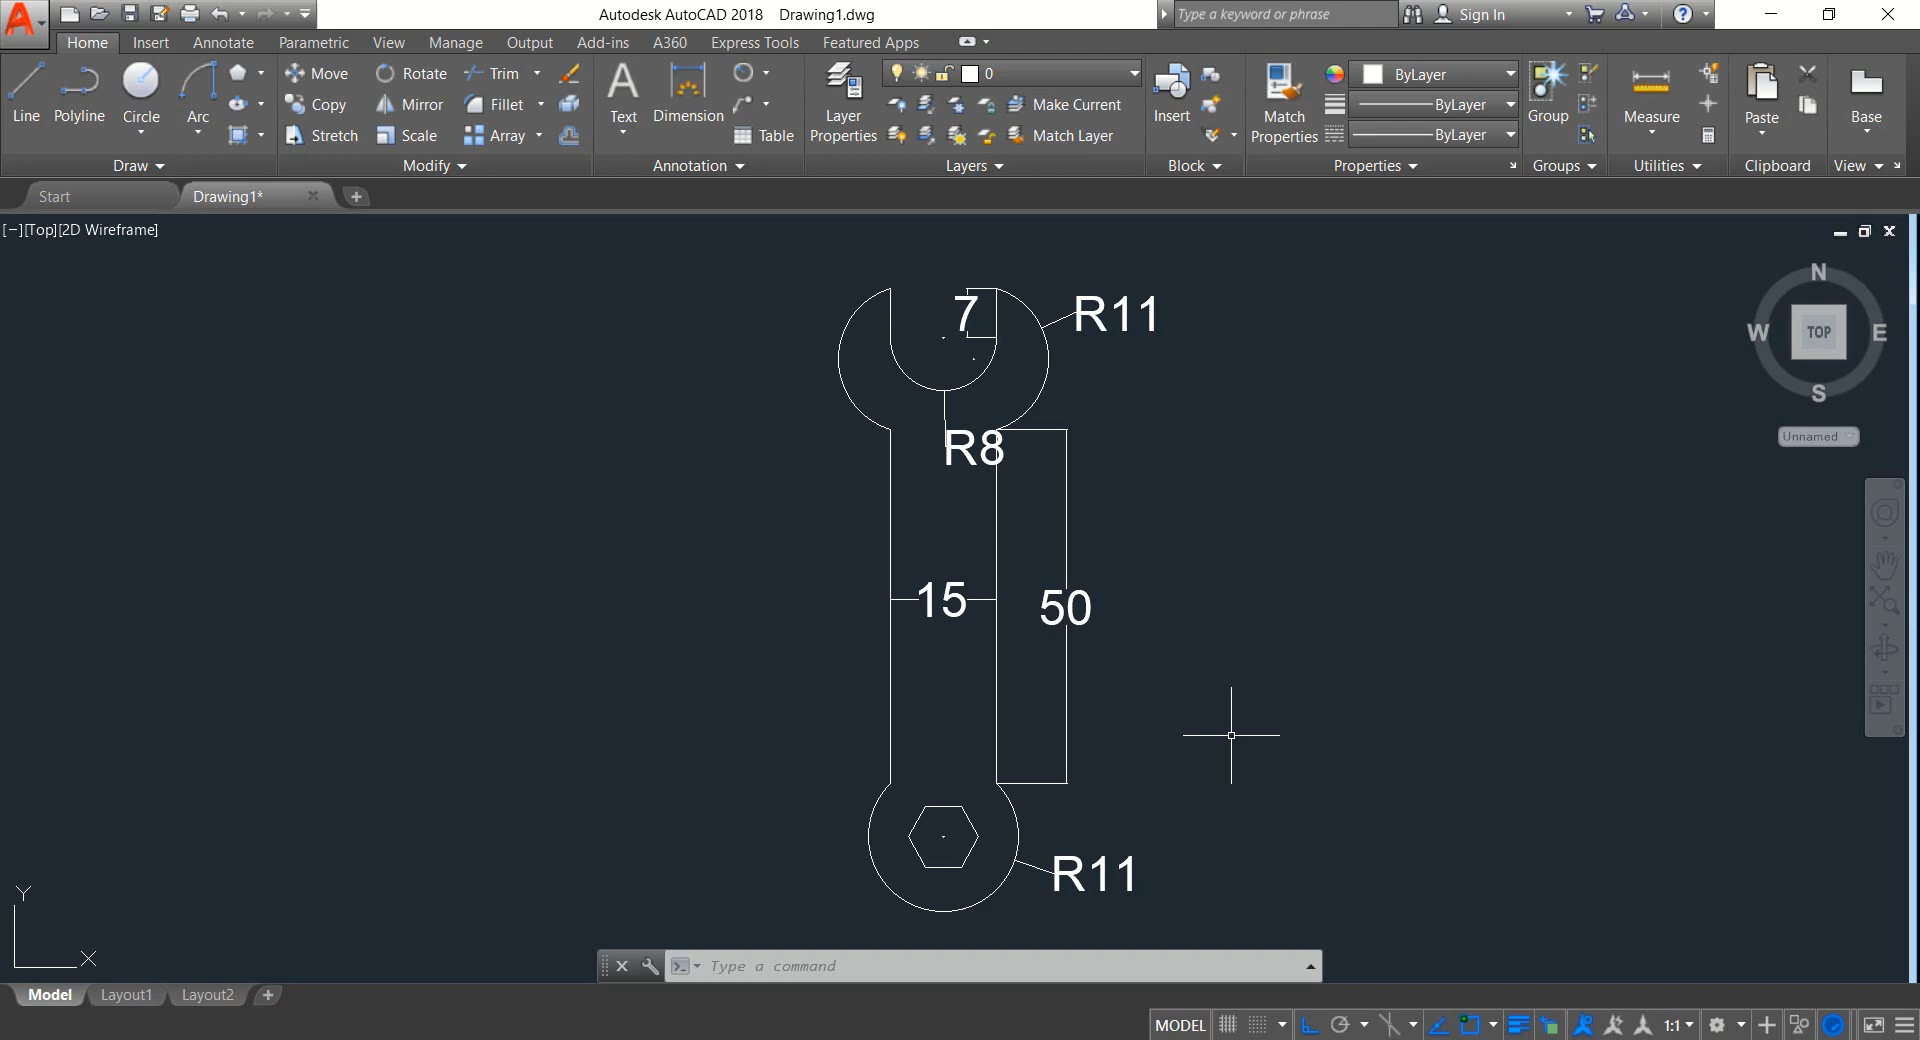 Autodesk AutoCAD 2018 Drawing1.dwg
Type a keyword or phrase
Sign In
Home Insert Annotate Parametric View Manage Output Add-ins A360 Express Tools Featured Apps
Line Polyline Circle Arc
Move Rotate Trim
Copy Mirror Fillet
Stretch Scale Array
Text Dimension Table
Layer Properties
0
Make Current
Match Layer
Insert
Match Properties
ByLayer
ByLayer
ByLayer
Group
Measure
Paste
Base
Draw Modify Annotation Layers Block Properties Groups Utilities Clipboard View
Start Drawing1*
[−][Top][2D Wireframe]
N
W TOP E
S
Unnamed
7 R11
R8
15 50
R11
Y
X
Type a command
Model Layout1 Layout2
MODEL 1:1